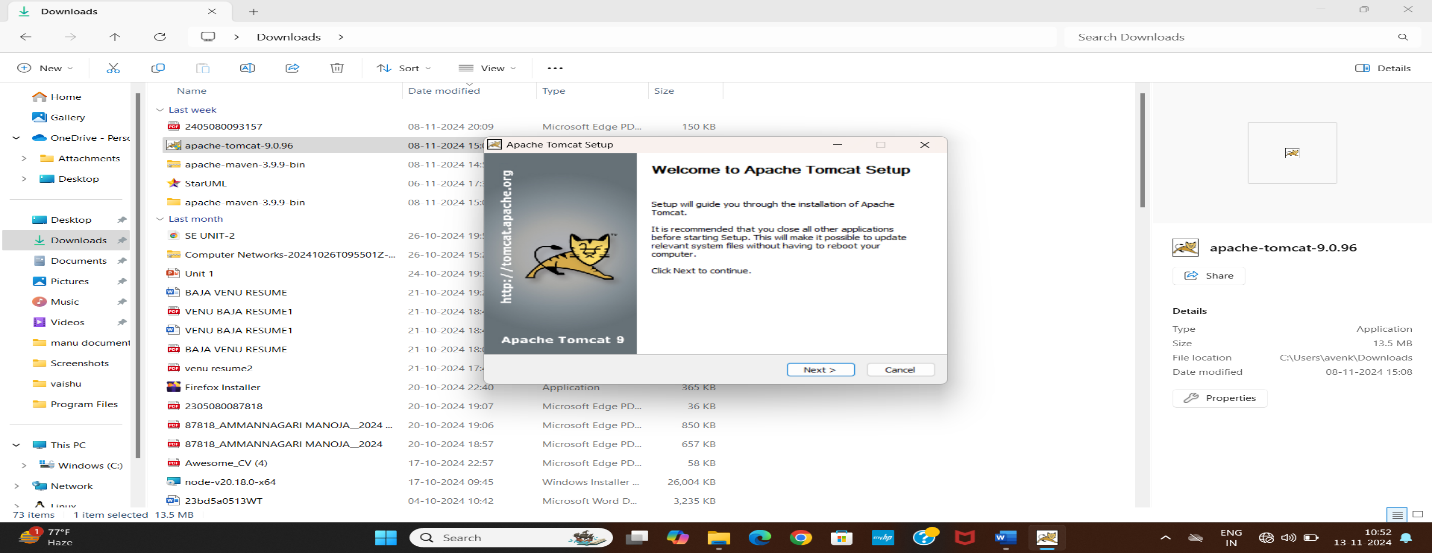 Downloads
Downloads
Search Downloads
New
Sort
View
Details
Name Date modified Type Size
Home
Gallery
OneDrive - Perso
Attachments
Desktop
Desktop
Downloads
Documents
Pictures
Music
Videos
manu document
Screenshots
vaishu
Program Files
This PC
Windows (C:)
Network
Linux
Last week
2405080093157 08-11-2024 20:09 Microsoft Edge PD... 150 KB
apache-tomcat-9.0.96 08-11-2024 15:0
apache-maven-3.9.9-bin 08-11-2024 14:
StarUML 06-11-2024 17:
apache-maven-3.9.9-bin 08-11-2024 15:
Last month
SE UNIT-2 26-10-2024 19:
Computer Networks-20241026T095501Z-... 26-10-2024 15:
Unit 1 24-10-2024 19:
BAJA VENU RESUME 21-10-2024 19:
VENU BAJA RESUME1 21-10-2024 18:
VENU BAJA RESUME1 21-10-2024 18:
BAJA VENU RESUME 21-10-2024 18:
venu resume2 21-10-2024 17:
Firefox Installer 20-10-2024 22:40 Application 365 KB
2305080087818 20-10-2024 19:07 Microsoft Edge PD... 36 KB
87818_AMMANNAGARI MANOJA__2024 ... 20-10-2024 19:06 Microsoft Edge PD... 850 KB
87818_AMMANNAGARI MANOJA__2024 20-10-2024 18:57 Microsoft Edge PD... 657 KB
Awesome_CV (4) 17-10-2024 22:57 Microsoft Edge PD... 58 KB
node-v20.18.0-x64 17-10-2024 09:45 Windows Installer ... 26,004 KB
23bd5a0513WT 04-10-2024 10:42 Microsoft Word D... 3,235 KB
Apache Tomcat Setup
http://tomcat.apache.org
TM
Apache Tomcat 9
Welcome to Apache Tomcat Setup
Setup will guide you through the installation of Apache
Tomcat.
It is recommended that you close all other applications
before starting Setup. This will make it possible to update
relevant system files without having to reboot your
computer.
Click Next to continue.
Next >
Cancel
apache-tomcat-9.0.96
Share
Details
Type Application
Size 13.5 MB
File location C:\Users\avenk\Downloads
Date modified 08-11-2024 15:08
Properties
73 items 1 item selected 13.5 MB
1
77°F
Haze
Search
myhp
ENG
IN
10:52
13-11-2024